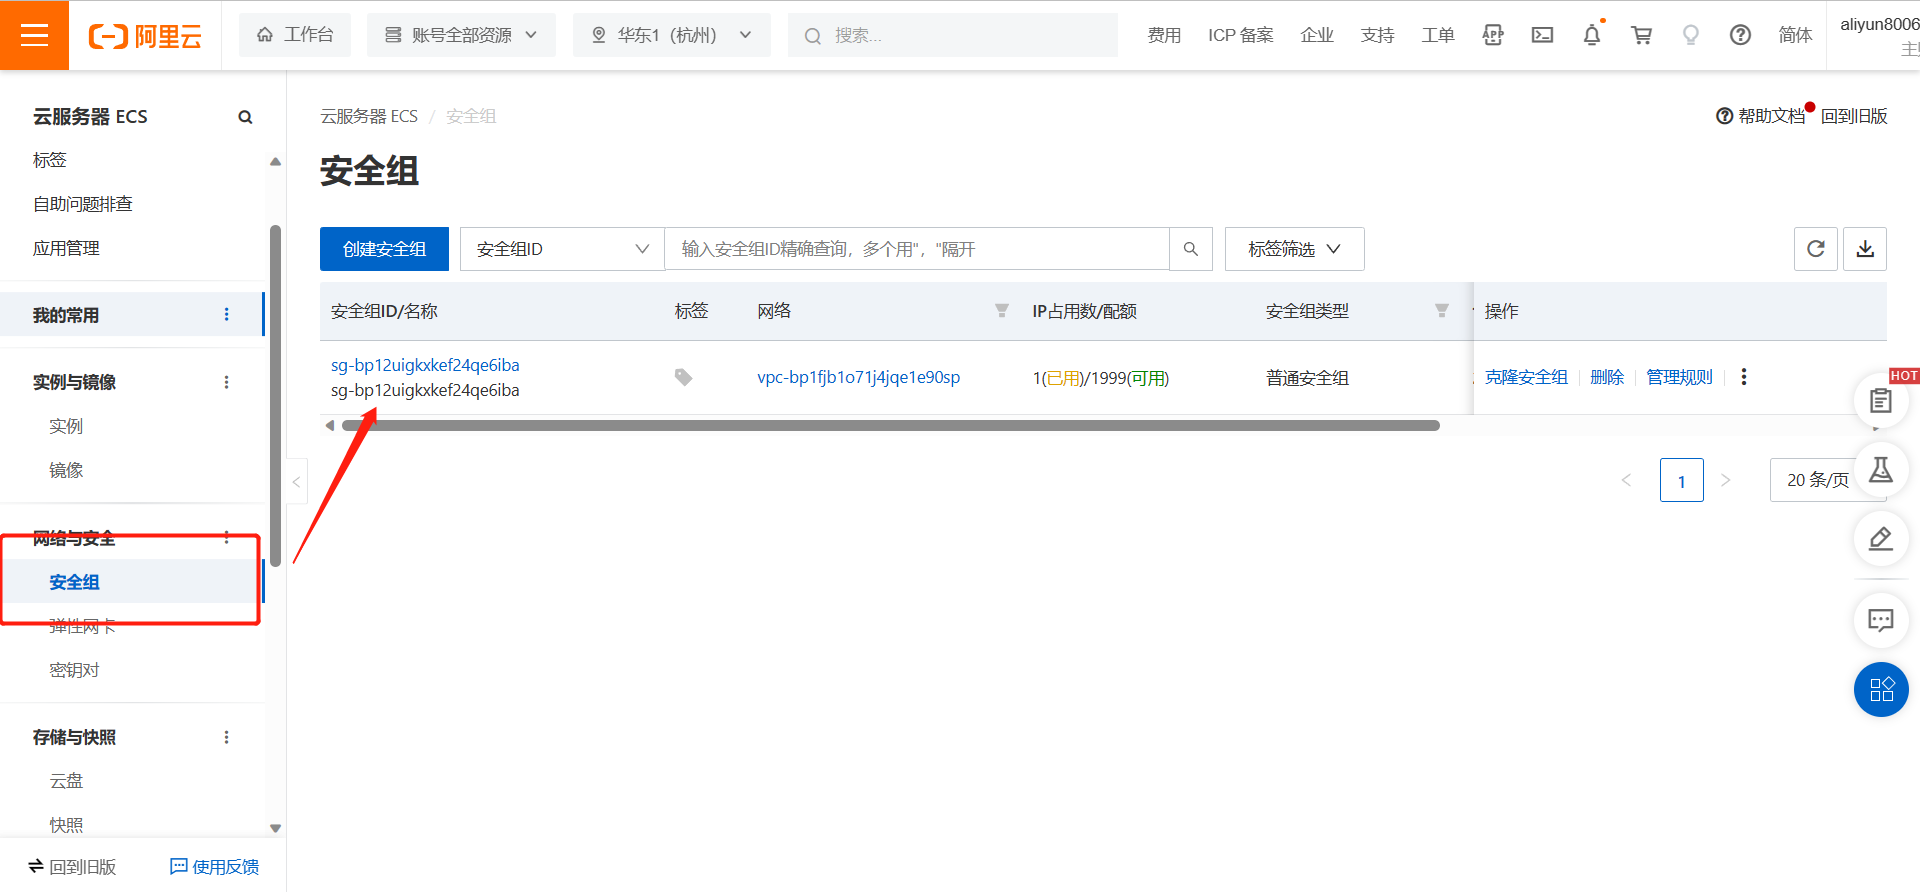 阿里云
工作台
账号全部资源
华东1（杭州）
搜索...
费用
ICP 备案
企业
支持
工单
APP
简体
aliyun8006
云服务器 ECS
标签
自助问题排查
应用管理
我的常用
实例与镜像
实例
镜像
网络与安全
安全组
弹性网卡
密钥对
存储与快照
云盘
快照
回到旧版
使用反馈
云服务器 ECS / 安全组
帮助文档
回到旧版
安全组
创建安全组
安全组ID
输入安全组ID精确查询，多个用"，"隔开
标签筛选
安全组ID/名称 标签 网络 IP占用数/配额 安全组类型 操作
sg-bp12uigkxkef24qe6iba
sg-bp12uigkxkef24qe6iba
vpc-bp1fjb1o71j4jqe1e90sp
1(已用)/1999(可用)
普通安全组
克隆安全组 删除 管理规则
HOT
1
20 条/页